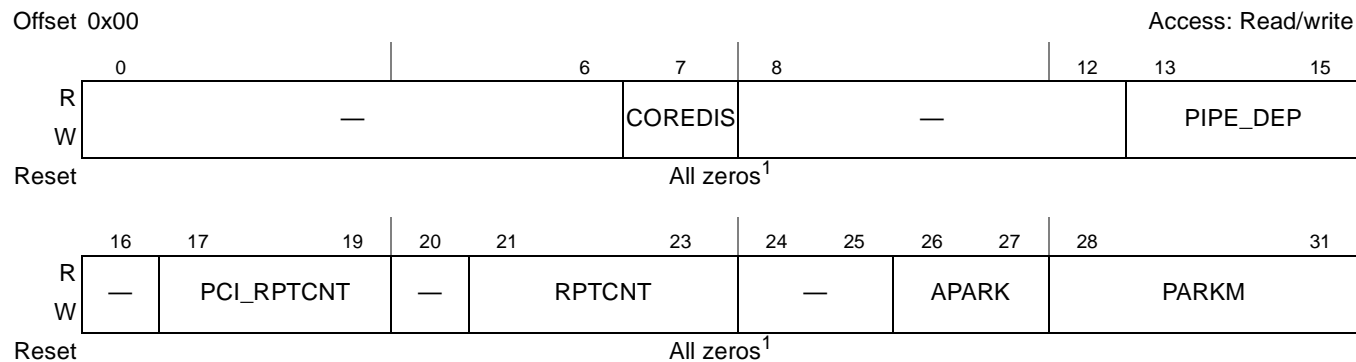 Offset 0x00 Access: Read/write
0 6 7 8 12 13 15
R
— COREDIS — PIPE_DEP
W
Reset All zeros1
16 17 19 20 21 23 24 25 26 27 28 31
R
— PCI_RPTCNT — RPTCNT — APARK PARKM
W
Reset All zeros1